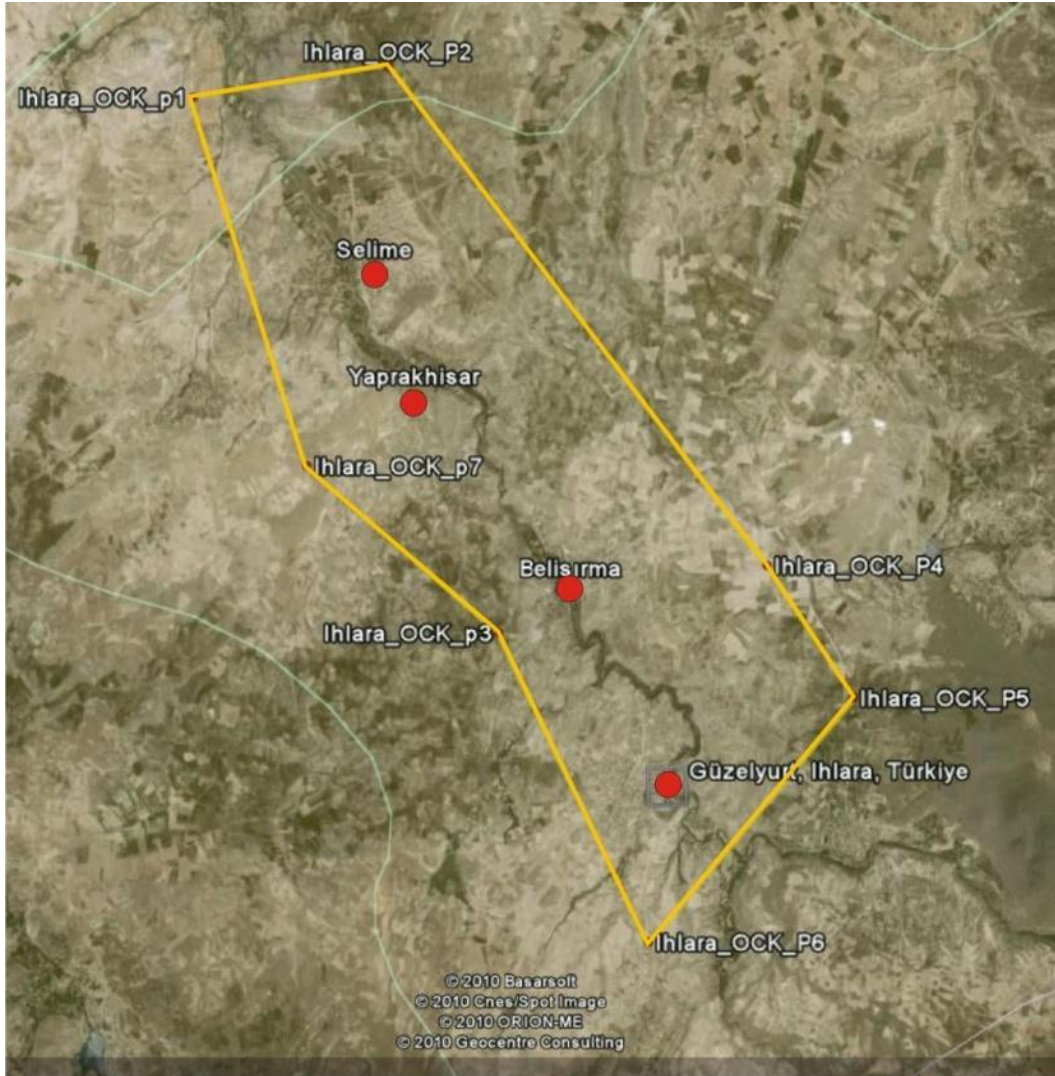 Ihlara_OCK_P2
Ihlara_OCK_p1
Selime
Yaprakhisar
Ihlara_OCK_p7
Belisırma
Ihlara_OCK_P4
Ihlara_OCK_p3
Ihlara_OCK_P5
Güzelyurt, Ihlara, Türkiye
Ihlara_OCK_P6
© 2010 Basarsoft
© 2010 Cnes/Spot Image
© 2010 ORION-ME
© 2010 Geocentre Consulting